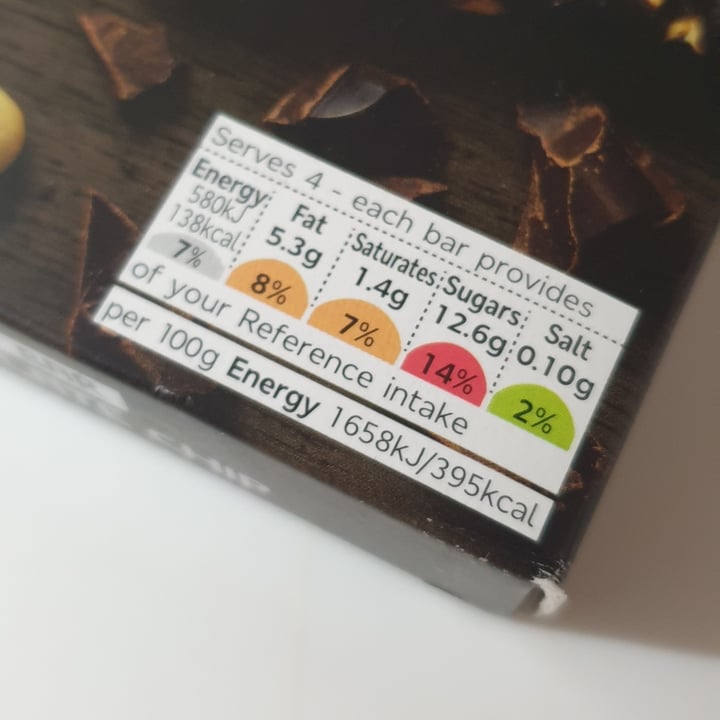 Serves 4 - each bar provides
Energy Fat Saturates Sugars Salt
580kJ 5.3g 1.4g 12.6g 0.10g
138kcal
7% 8% 7% 14% 2%
of your Reference intake
per 100g Energy 1658kJ/395kcal
CHIP